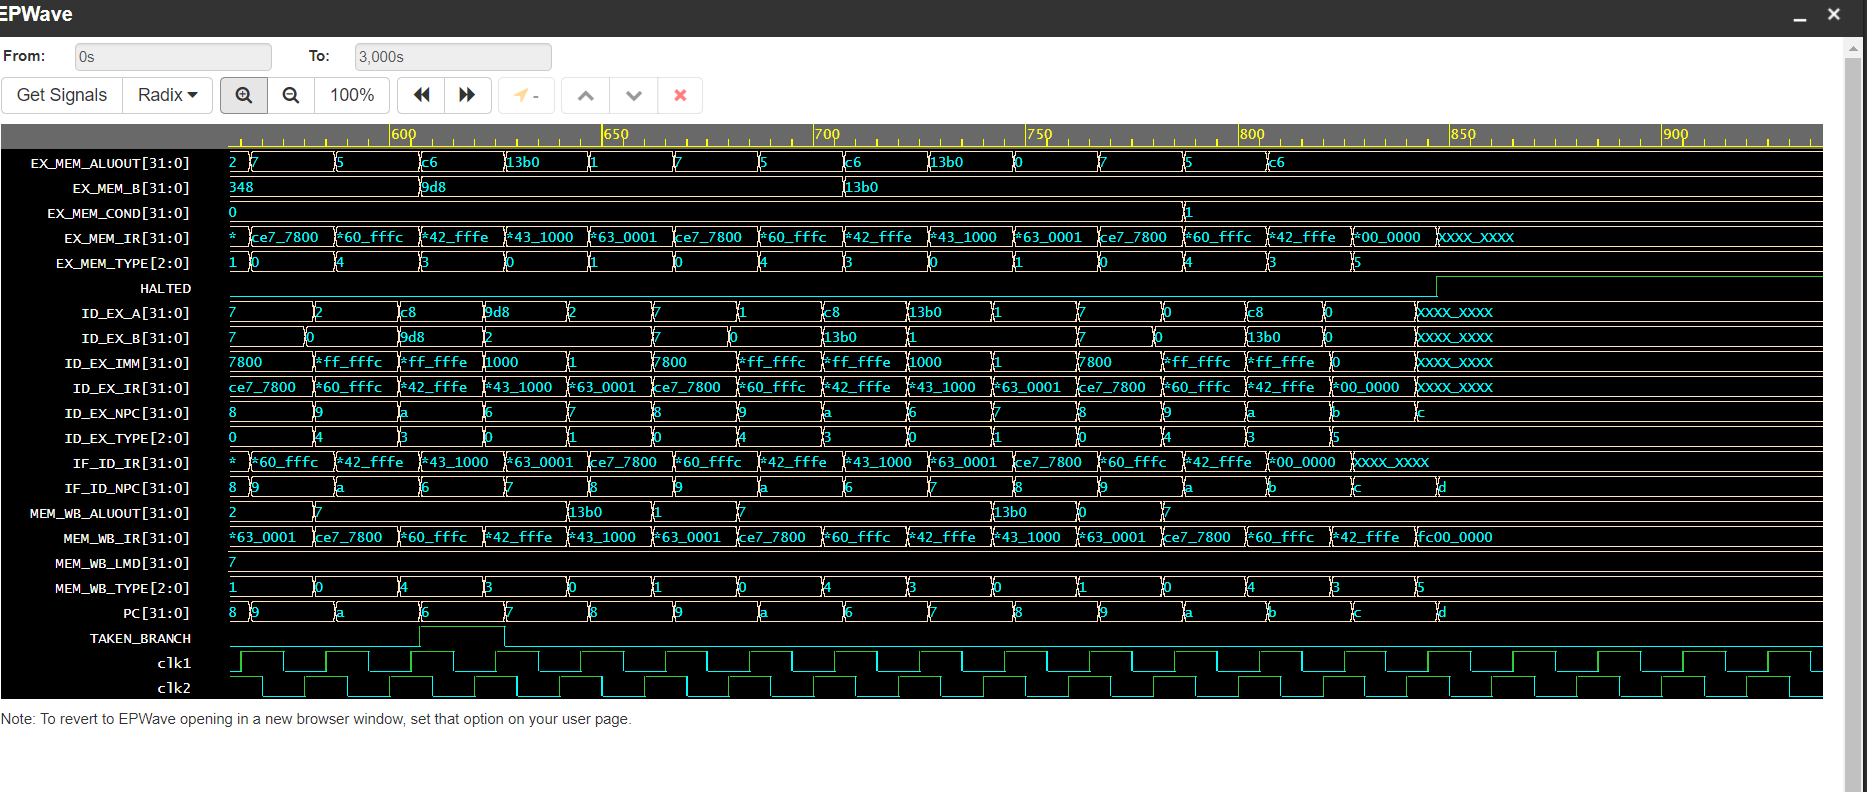 EPWave
From: 0s To: 3,000s
Get Signals Radix 100% -
600 650 700 750 800 850 900
EX_MEM_ALUOUT[31:0] 2 7 5 c6 13b0 1 7 5 c6 13b0 0 7 5 c6
EX_MEM_B[31:0] 348 9d8 13b0
EX_MEM_COND[31:0] 0 1
EX_MEM_IR[31:0] * ce7_7800 *60_fffc *42_fffe *43_1000 *63_0001 ce7_7800 *60_fffc *42_fffe *43_1000 *63_0001 ce7_7800 *60_fffc *42_fffe *00_0000 XXXX_XXXX
EX_MEM_TYPE[2:0] 1 0 4 3 0 1 0 4 3 0 1 0 4 3 5
HALTED
ID_EX_A[31:0] 7 2 c8 9d8 2 7 1 c8 13b0 1 7 0 c8 0 XXXX_XXXX
ID_EX_B[31:0] 7 0 9d8 2 7 0 13b0 1 7 0 13b0 0 XXXX_XXXX
ID_EX_IMM[31:0] 7800 *ff_fffc *ff_fffe 1000 1 7800 *ff_fffc *ff_fffe 1000 1 7800 *ff_fffc *ff_fffe 0 XXXX_XXXX
ID_EX_IR[31:0] ce7_7800 *60_fffc *42_fffe *43_1000 *63_0001 ce7_7800 *60_fffc *42_fffe *43_1000 *63_0001 ce7_7800 *60_fffc *42_fffe *00_0000 XXXX_XXXX
ID_EX_NPC[31:0] 8 9 a 6 7 8 9 a 6 7 8 9 a b c
ID_EX_TYPE[2:0] 0 4 3 0 1 0 4 3 0 1 0 4 3 5
IF_ID_IR[31:0] * *60_fffc *42_fffe *43_1000 *63_0001 ce7_7800 *60_fffc *42_fffe *43_1000 *63_0001 ce7_7800 *60_fffc *42_fffe *00_0000 XXXX_XXXX
IF_ID_NPC[31:0] 8 9 a 6 7 8 9 a 6 7 8 9 a b c d
MEM_WB_ALUOUT[31:0] 2 7 13b0 1 7 13b0 0 7
MEM_WB_IR[31:0] *63_0001 ce7_7800 *60_fffc *42_fffe *43_1000 *63_0001 ce7_7800 *60_fffc *42_fffe *43_1000 *63_0001 ce7_7800 *60_fffc *42_fffe fc00_0000
MEM_WB_LMD[31:0] 7
MEM_WB_TYPE[2:0] 1 0 4 3 0 1 0 4 3 0 1 0 4 3 5
PC[31:0] 8 9 a 6 7 8 9 a 6 7 8 9 a b c d
TAKEN_BRANCH
clk1
clk2
Note: To revert to EPWave opening in a new browser window, set that option on your user page.